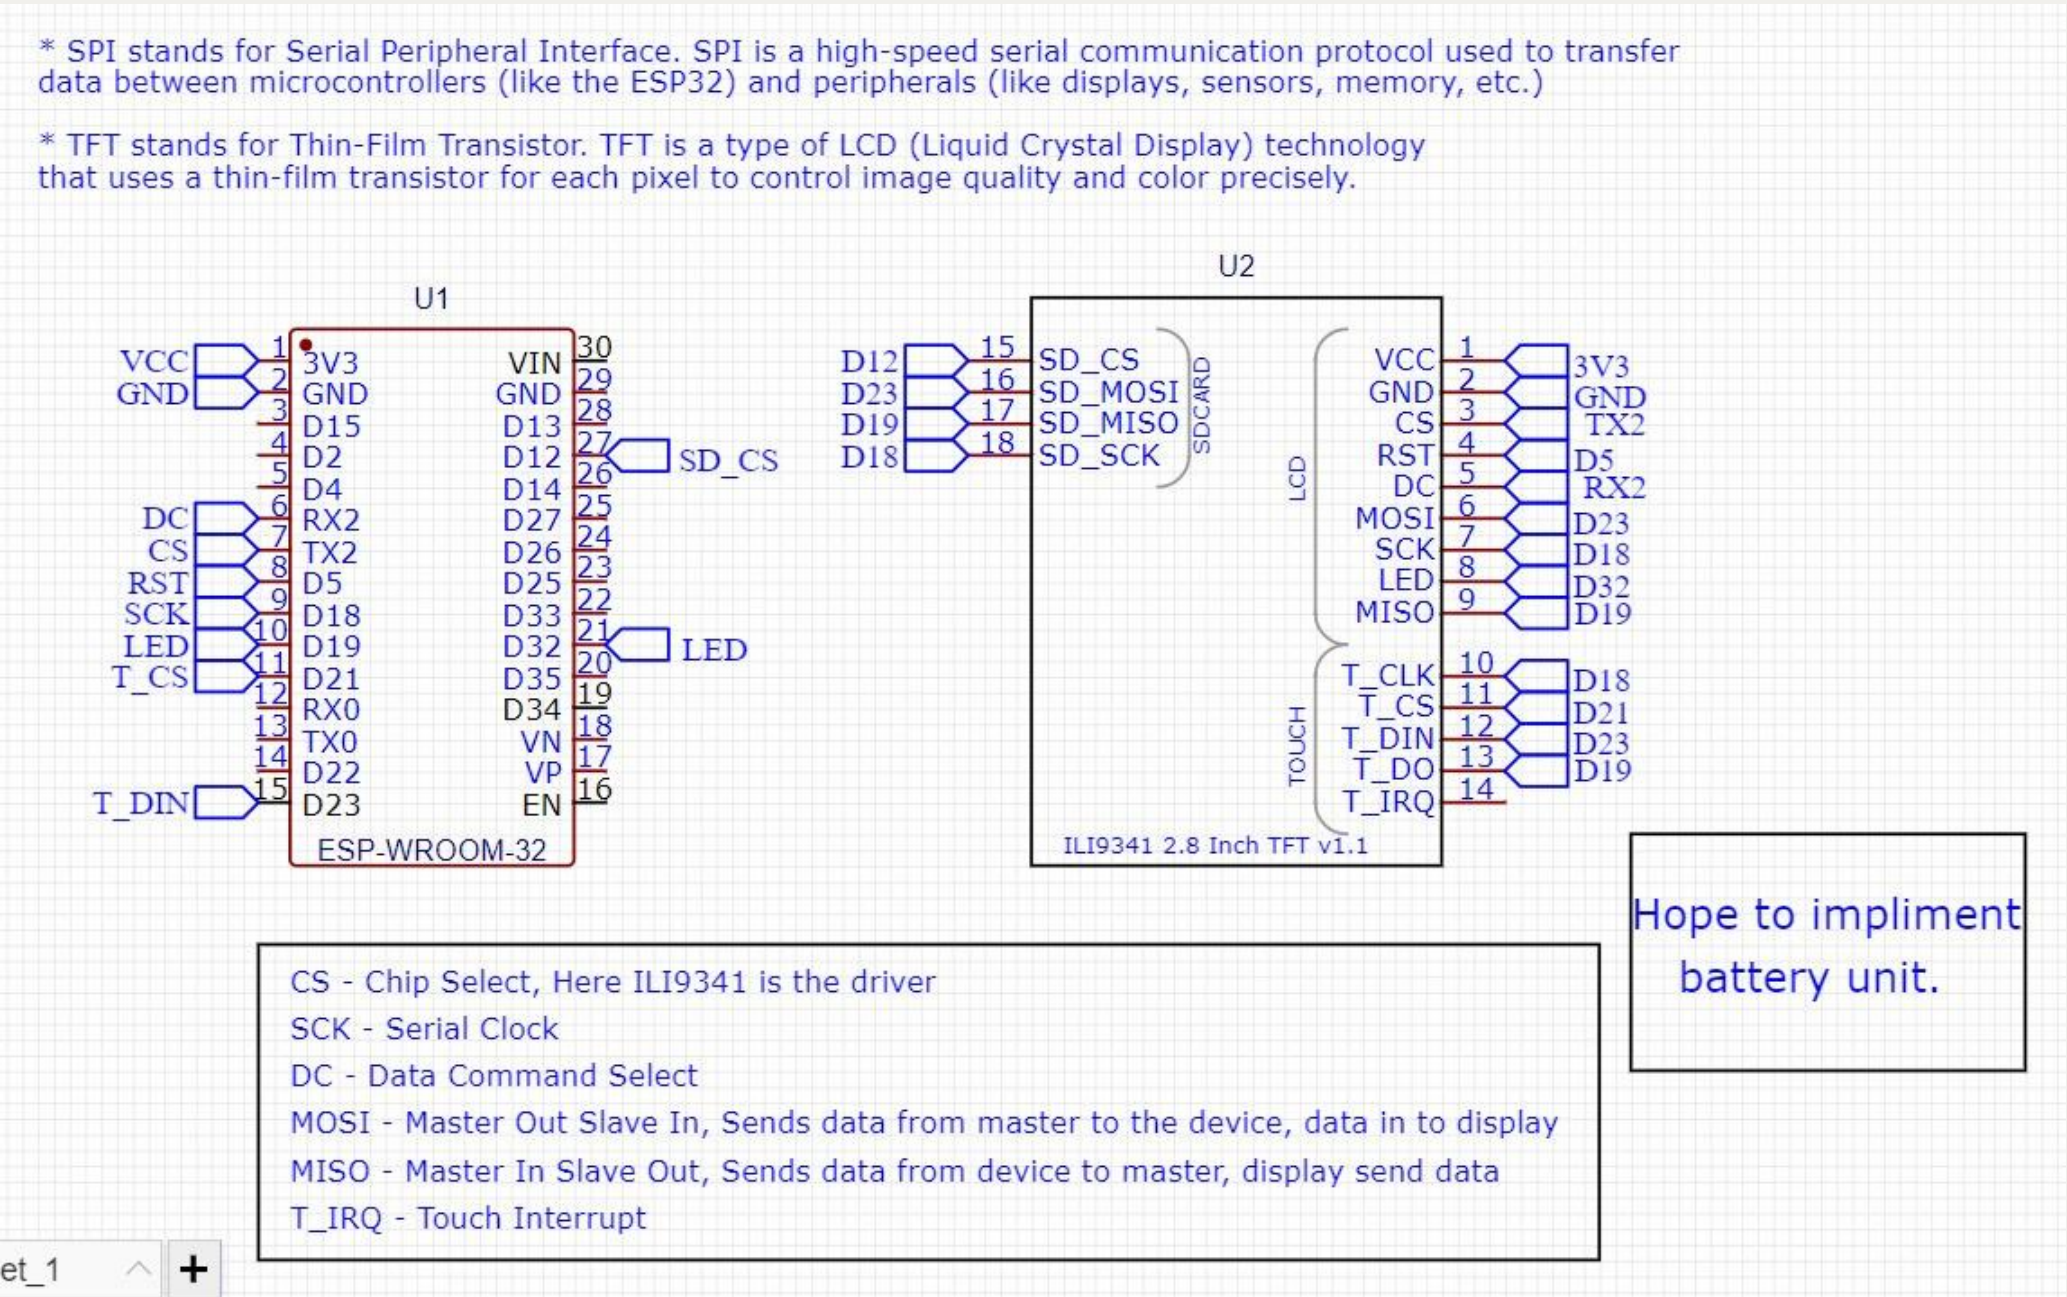 * SPI stands for Serial Peripheral Interface. SPI is a high-speed serial communication protocol used to transfer
data between microcontrollers (like the ESP32) and peripherals (like displays, sensors, memory, etc.)
* TFT stands for Thin-Film Transistor. TFT is a type of LCD (Liquid Crystal Display) technology
that uses a thin-film transistor for each pixel to control image quality and color precisely.
U1
VCC 1 3V3 VIN 30
GND 2 GND GND 29
3 D15 D13 28
4 D2 D12 27 SD_CS
5 D4 D14 26
DC 6 RX2 D27 25
CS 7 TX2 D26 24
RST 8 D5 D25 23
SCK 9 D18 D33 22
LED 10 D19 D32 21 LED
T_CS 11 D21 D35 20
12 RX0 D34 19
13 TX0 VN 18
14 D22 VP 17
T_DIN 15 D23 EN 16
ESP-WROOM-32
U2
D12 15 SD_CS
D23 16 SD_MOSI
D19 17 SD_MISO
D18 18 SD_SCK
SDCARD
LCD
VCC 1 3V3
GND 2 GND
CS 3 TX2
RST 4 D5
DC 5 RX2
MOSI 6 D23
SCK 7 D18
LED 8 D32
MISO 9 D19
TOUCH
T_CLK 10 D18
T_CS 11 D21
T_DIN 12 D23
T_DO 13 D19
T_IRQ 14
ILI9341 2.8 Inch TFT v1.1
Hope to impliment
battery unit.
CS - Chip Select, Here ILI9341 is the driver
SCK - Serial Clock
DC - Data Command Select
MOSI - Master Out Slave In, Sends data from master to the device, data in to display
MISO - Master In Slave Out, Sends data from device to master, display send data
T_IRQ - Touch Interrupt
et_1
+